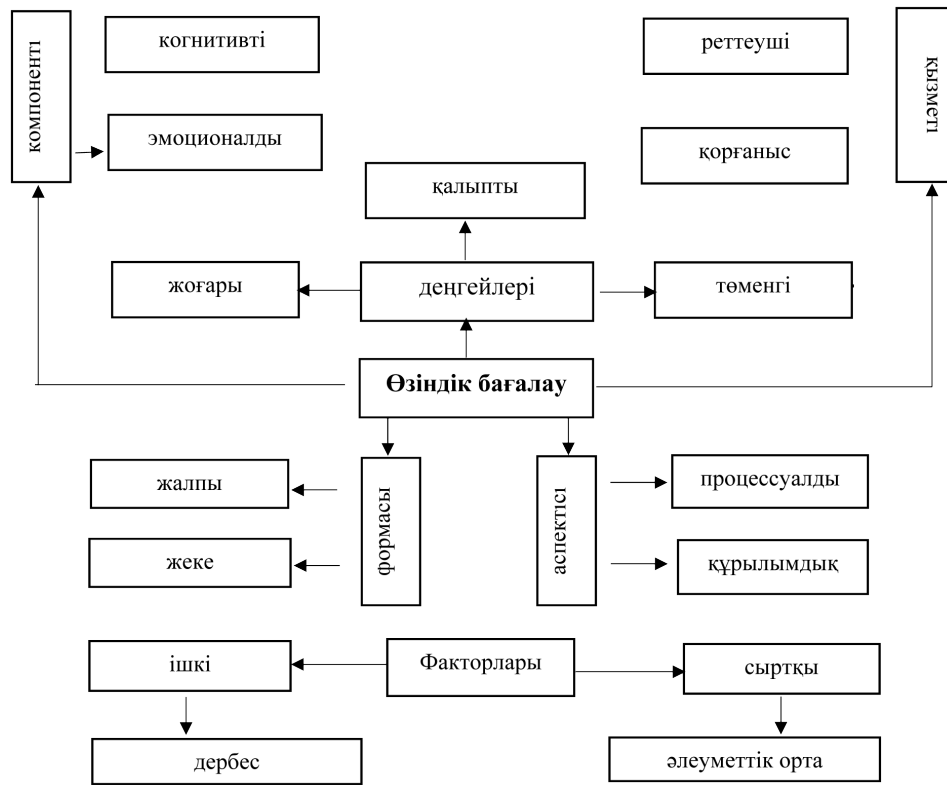 компоненті
когнитивті
реттеуші
қызметі
эмоционалды
қорғаныс
қалыпты
жоғары
деңгейлері
төменгі
Өзіндік бағалау
жалпы
формасы
аспектісі
процессуалды
жеке
құрылымдық
ішкі
Факторлары
сыртқы
дербес
әлеуметтік орта